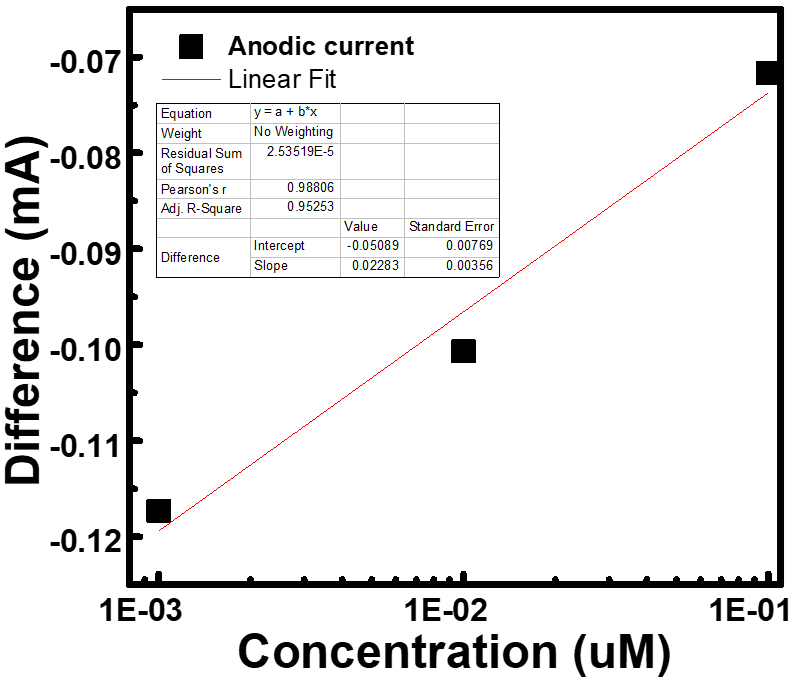 Anodic current
Linear Fit
Equation y = a + b*x
Weight No Weighting
Residual Sum of Squares 2.53519E-5
Pearson's r 0.98806
Adj. R-Square 0.95253
Value Standard Error
Difference Intercept -0.05089 0.00769
Slope 0.02283 0.00356
Difference (mA)
-0.07
-0.08
-0.09
-0.10
-0.11
-0.12
1E-03 1E-02 1E-01
Concentration (uM)